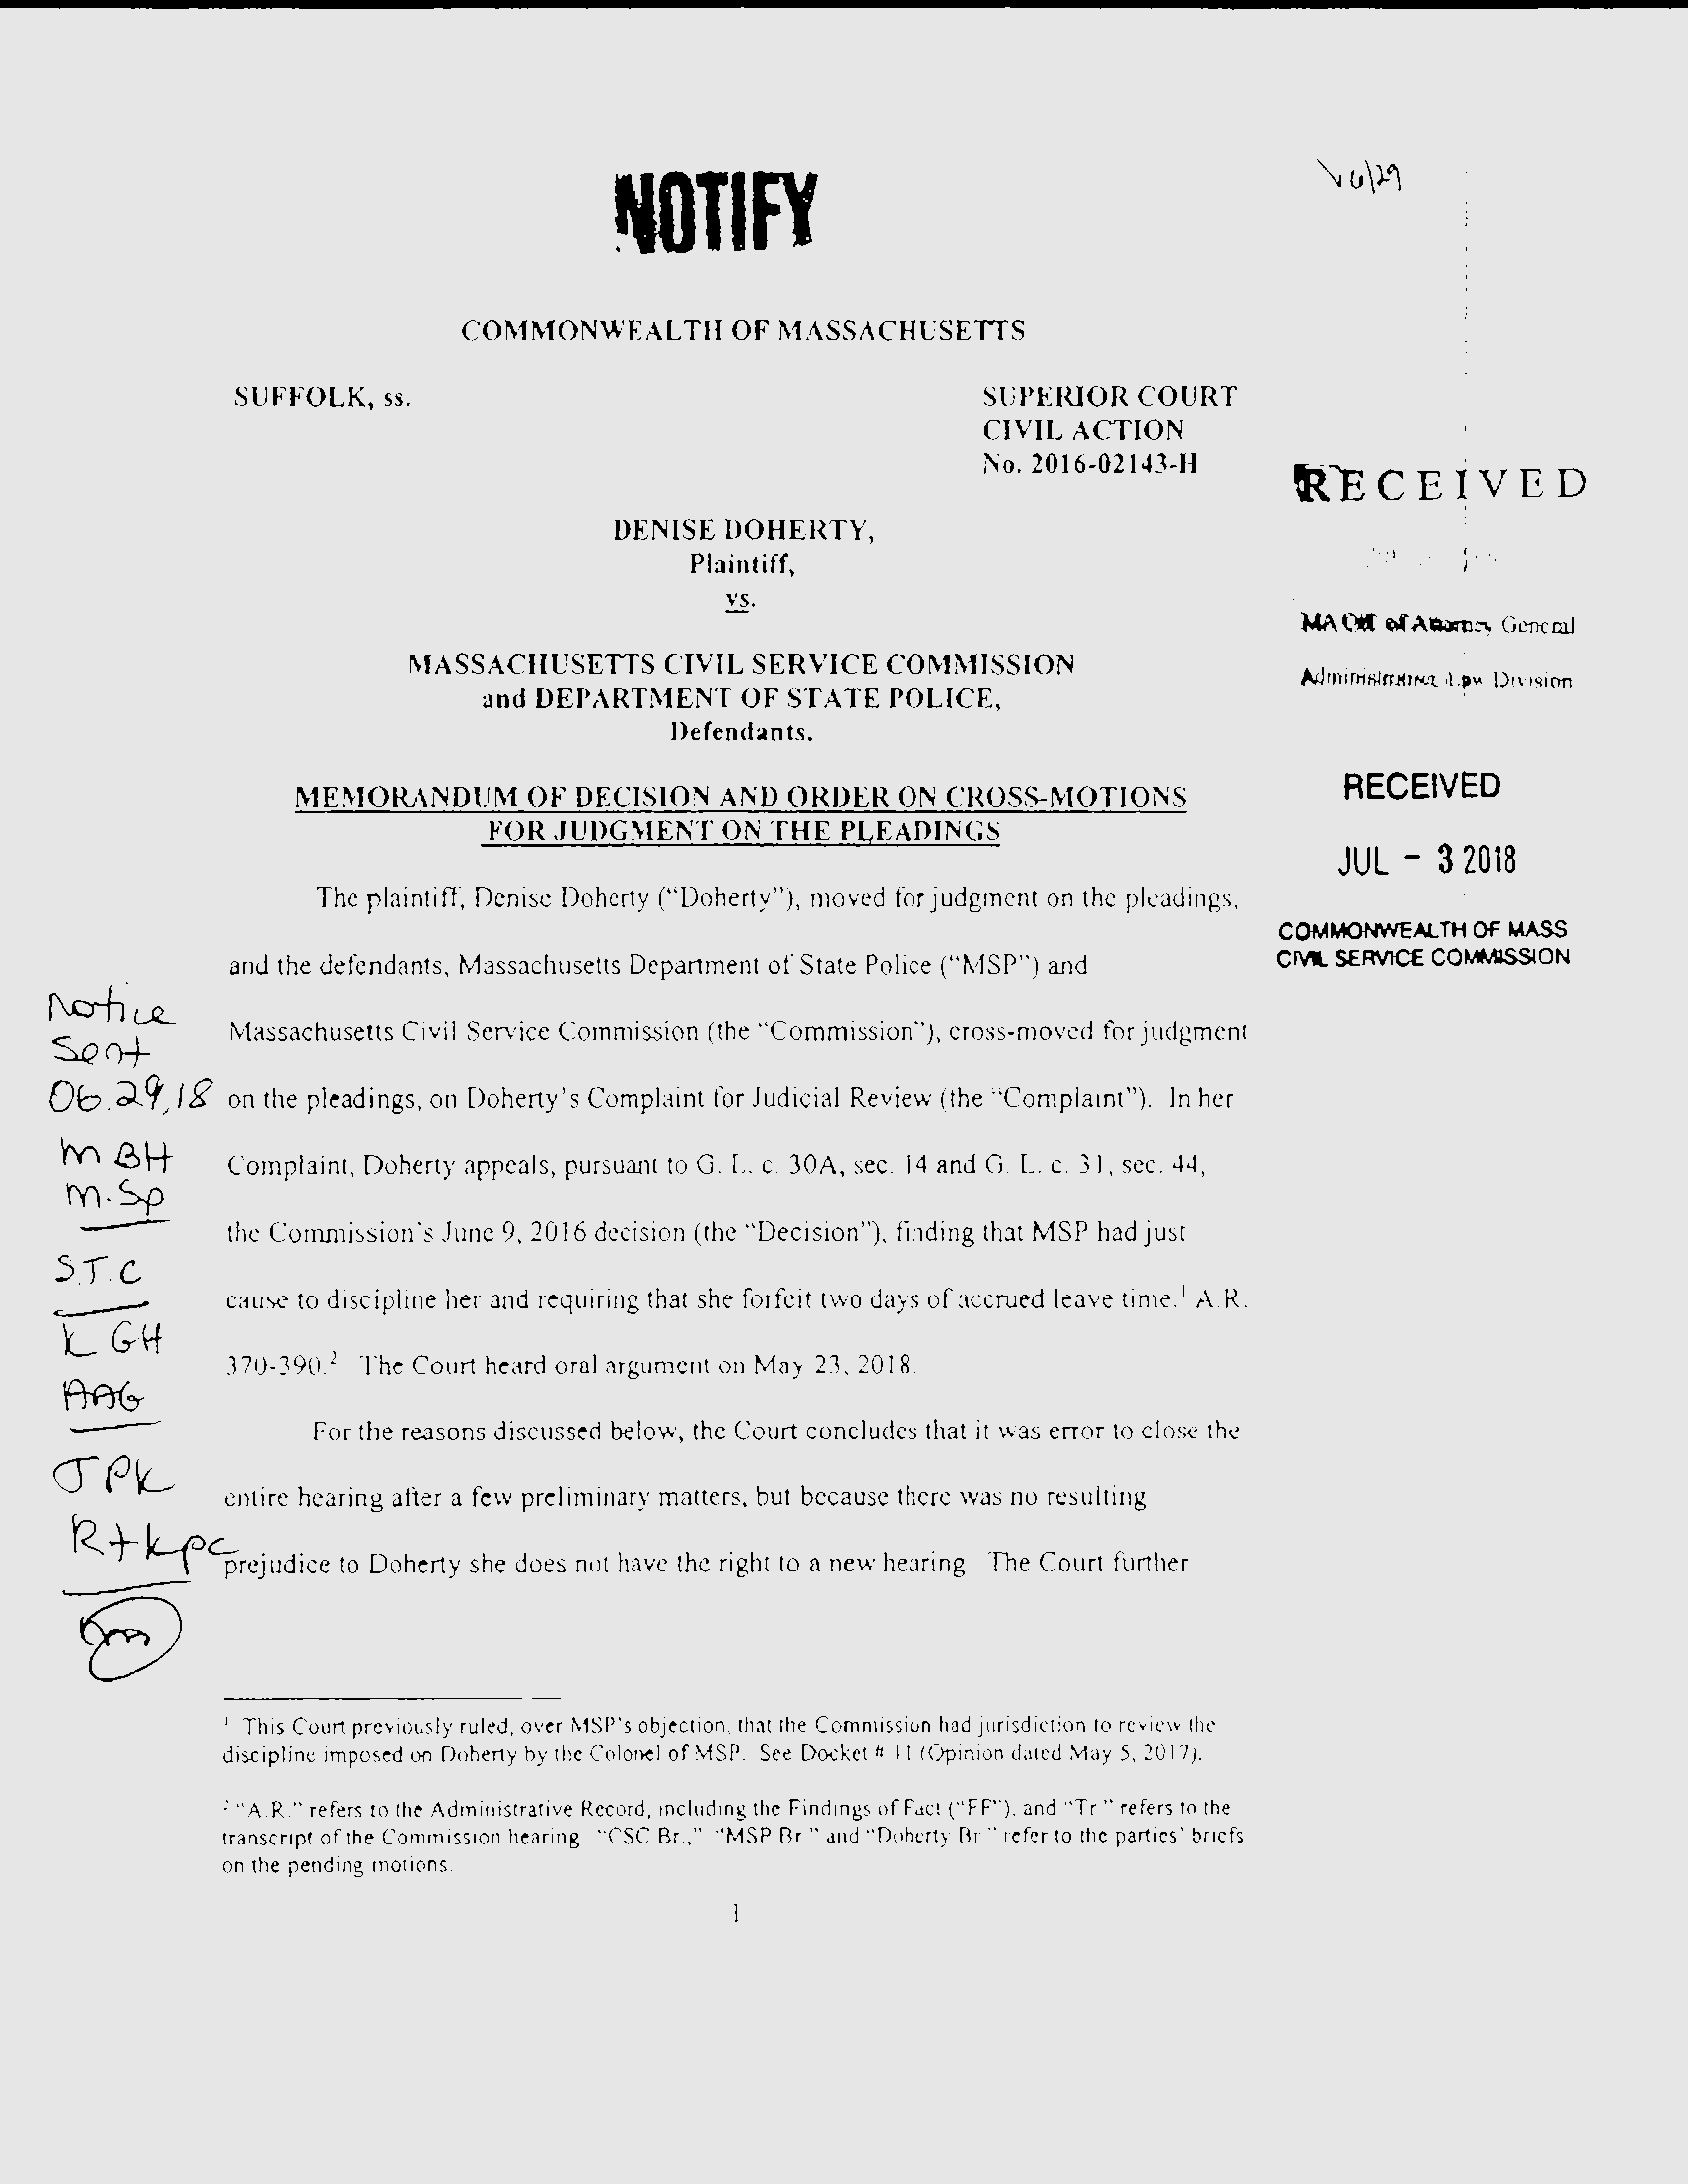 NOTIFY
6/29
COMMONWEALTH OF MASSACHUSETTS
SUFFOLK, ss.
SUPERIOR COURT
CIVIL ACTION
No. 2016-02143-H
RECEIVED
DENISE DOHERTY,
Plaintiff,
vs.
MA Off of Attorney General
Administrative Law Division
MASSACHUSETTS CIVIL SERVICE COMMISSION
and DEPARTMENT OF STATE POLICE,
Defendants.
MEMORANDUM OF DECISION AND ORDER ON CROSS-MOTIONS
FOR JUDGMENT ON THE PLEADINGS
RECEIVED
JUL - 3 2018
COMMONWEALTH OF MASS
CIVIL SERVICE COMMISSION
The plaintiff, Denise Doherty ("Doherty"), moved for judgment on the pleadings,
and the defendants, Massachusetts Department of State Police ("MSP") and
Massachusetts Civil Service Commission (the "Commission"), cross-moved for judgment
on the pleadings, on Doherty's Complaint for Judicial Review (the "Complaint"). In her
Complaint, Doherty appeals, pursuant to G. L. c. 30A, sec. 14 and G. L. c. 31, sec. 44,
the Commission's June 9, 2016 decision (the "Decision"), finding that MSP had just
cause to discipline her and requiring that she forfeit two days of accrued leave time.1 A.R.
370-390.2 The Court heard oral argument on May 23, 2018.
For the reasons discussed below, the Court concludes that it was error to close the
entire hearing after a few preliminary matters, but because there was no resulting
prejudice to Doherty she does not have the right to a new hearing. The Court further
Notice
Sent
06.29.18
MBH
M.Sp
S.T.C
KGH
AAG
JPK
R+kpc
1 This Court previously ruled, over MSP's objection, that the Commission had jurisdiction to review the
discipline imposed on Doherty by the Colonel of MSP. See Docket # 11 (Opinion dated May 5, 2017).
2 "A.R." refers to the Administrative Record, including the Findings of Fact ("FF"), and "Tr" refers to the
transcript of the Commission hearing "CSC Br.," "MSP Br" and "Doherty Br" refer to the parties' briefs
on the pending motions.
1